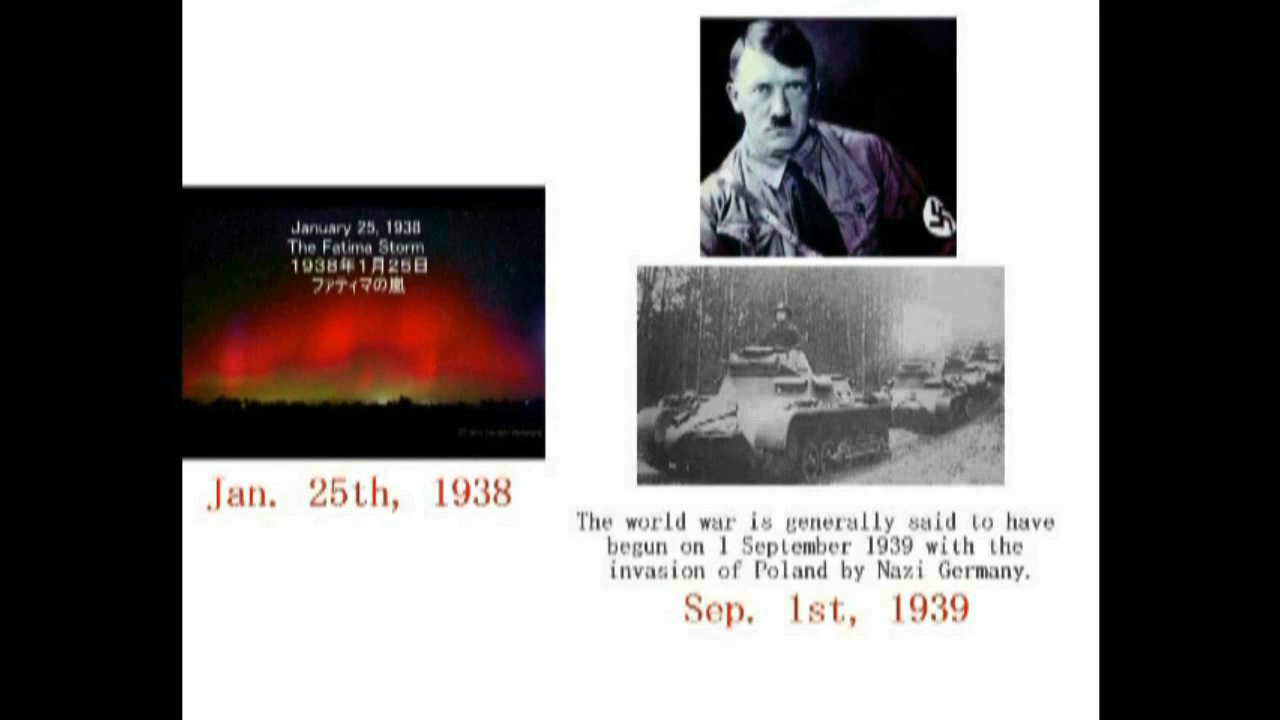 January 25, 1938
The Fatima Storm
1938年1月25日
ファティマの嵐
Jan. 25th, 1938
The world war is generally said to have
begun on 1 September 1939 with the
invasion of Poland by Nazi Germany.
Sep. 1st, 1939